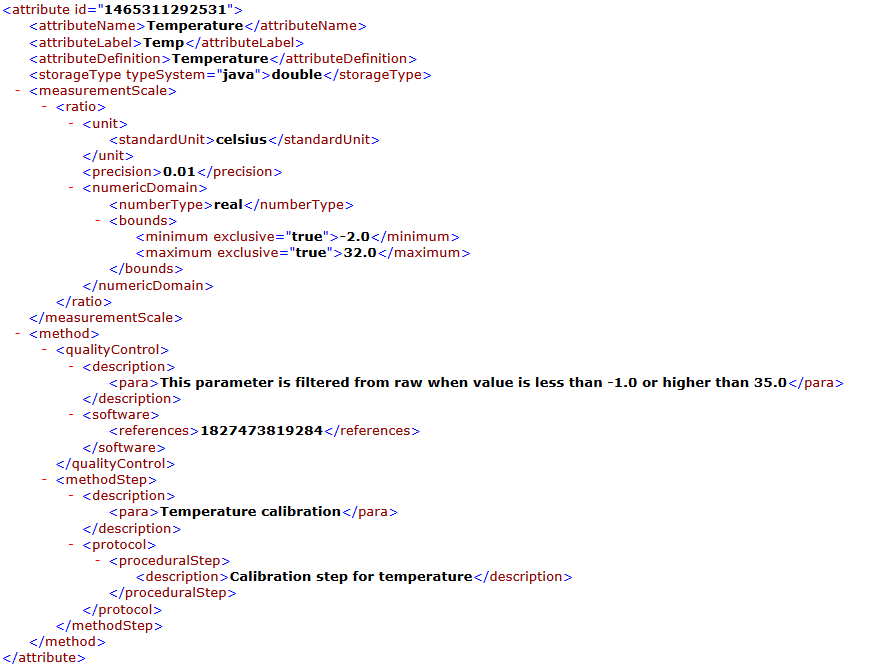 <attribute id="1465311292531">
<attributeName>Temperature</attributeName>
<attributeLabel>Temp</attributeLabel>
<attributeDefinition>Temperature</attributeDefinition>
<storageType typeSystem="java">double</storageType>
- <measurementScale>
- <ratio>
- <unit>
<standardUnit>celsius</standardUnit>
</unit>
<precision>0.01</precision>
- <numericDomain>
<numberType>real</numberType>
- <bounds>
<minimum exclusive="true">-2.0</minimum>
<maximum exclusive="true">32.0</maximum>
</bounds>
</numericDomain>
</ratio>
</measurementScale>
- <method>
- <qualityControl>
- <description>
<para>This parameter is filtered from raw when value is less than -1.0 or higher than 35.0</para>
</description>
- <software>
<references>1827473819284</references>
</software>
</qualityControl>
- <methodStep>
- <description>
<para>Temperature calibration</para>
</description>
- <protocol>
- <proceduralStep>
<description>Calibration step for temperature</description>
</proceduralStep>
</protocol>
</methodStep>
</method>
</attribute>